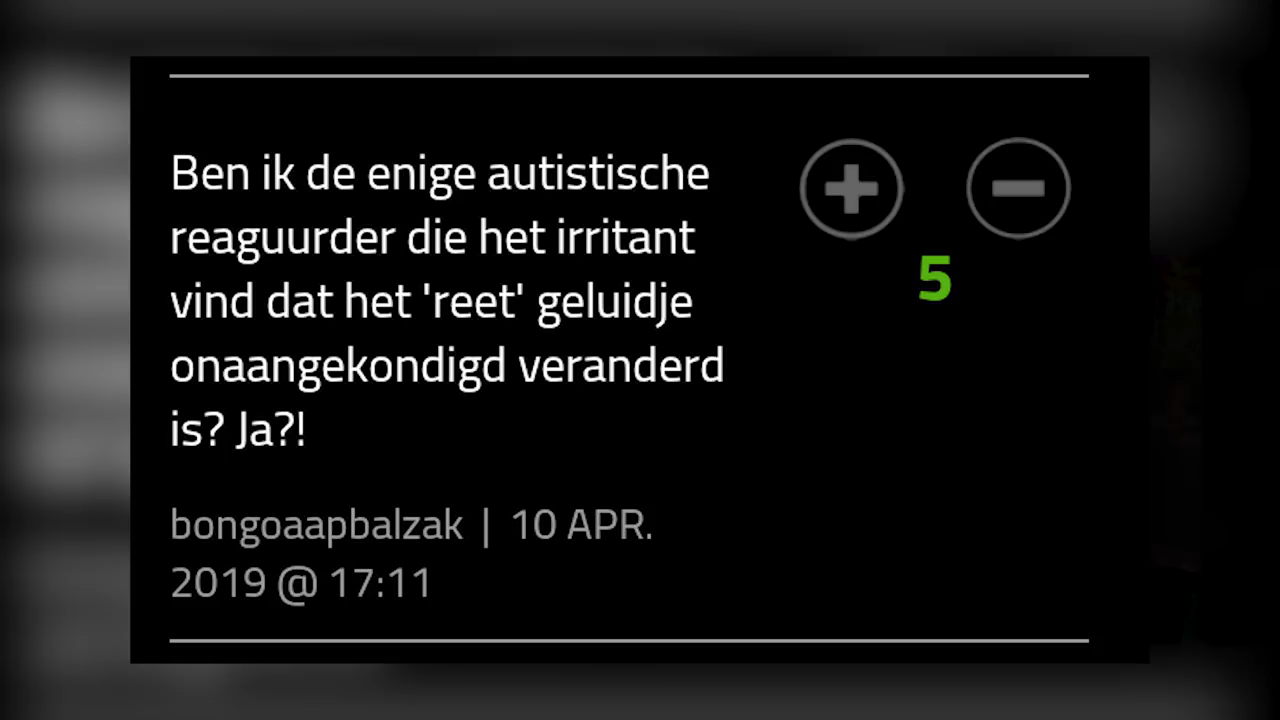 Ben ik de enige autistische
reaguurder die het irritant
vind dat het 'reet' geluidje
onaangekondigd veranderd
is? Ja?!
5
bongoaapbalzak | 10 APR.
2019 @ 17:11